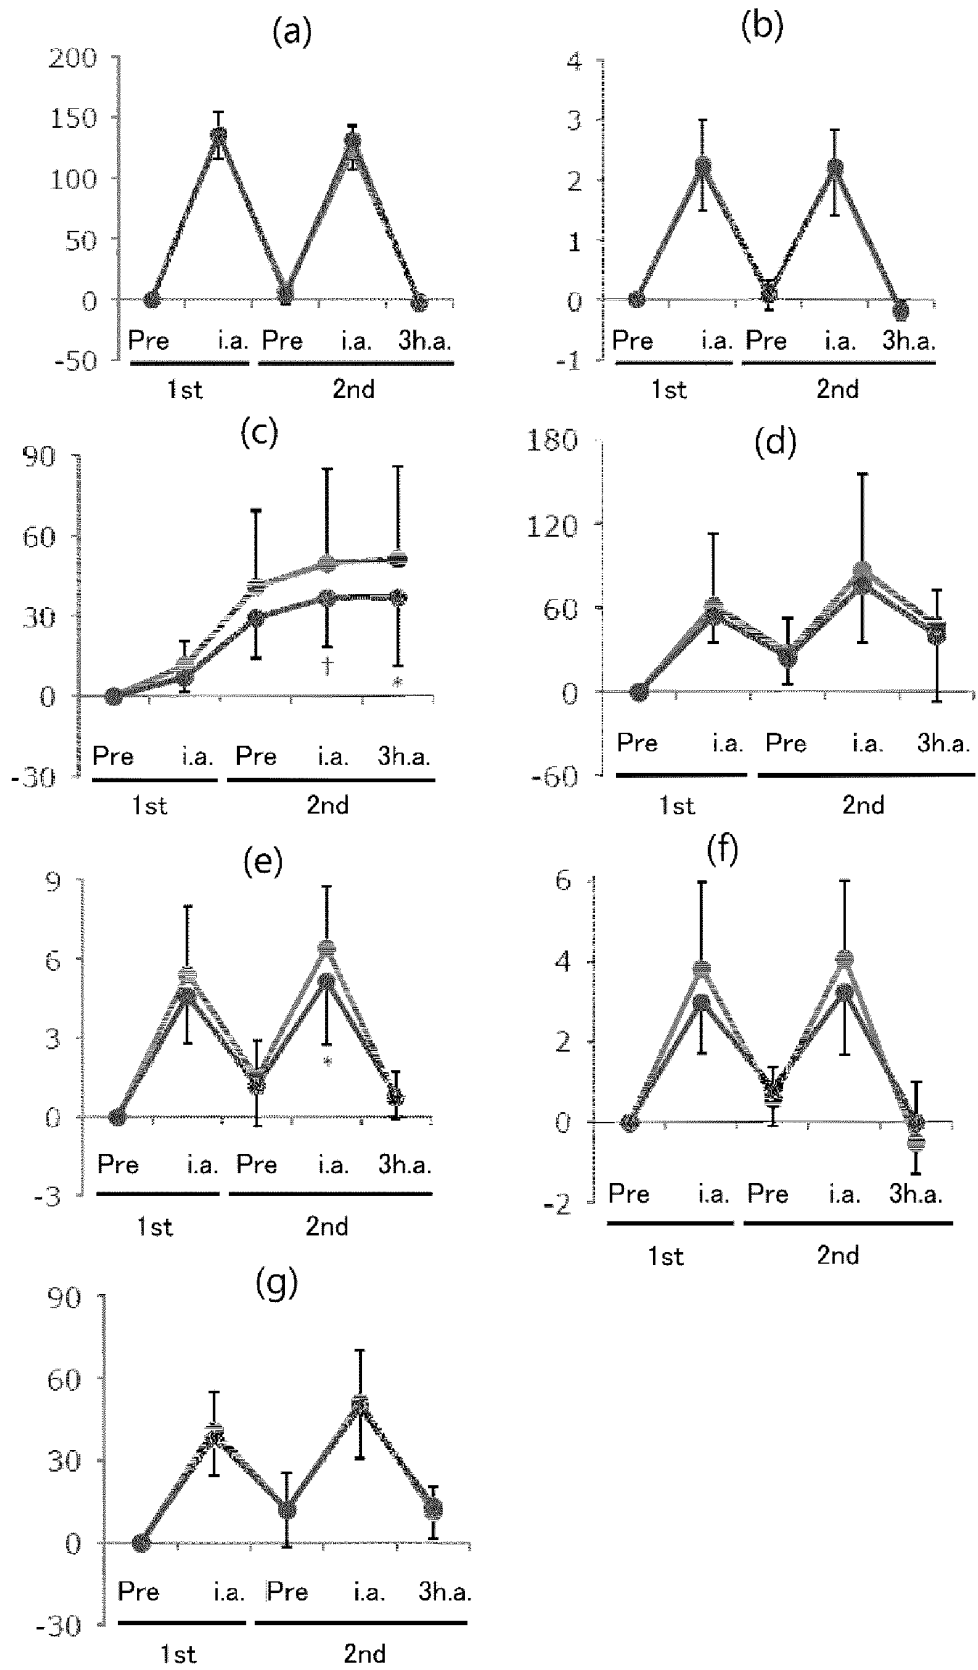 (a)
200
150
100
50
0
-50
Pre i.a. Pre i.a. 3h.a.
1st 2nd
(b)
4
3
2
1
0
-1
Pre i.a. Pre i.a. 3h.a.
1st 2nd
(c)
90
60
30
0
-30
†
*
Pre i.a. Pre i.a. 3h.a.
1st 2nd
(d)
180
120
60
0
-60
Pre i.a. Pre i.a. 3h.a.
1st 2nd
(e)
9
6
3
0
-3
*
Pre i.a. Pre i.a. 3h.a.
1st 2nd
(f)
6
4
2
0
-2
Pre i.a. Pre i.a. 3h.a.
1st 2nd
(g)
90
60
30
0
-30
Pre i.a. Pre i.a. 3h.a.
1st 2nd